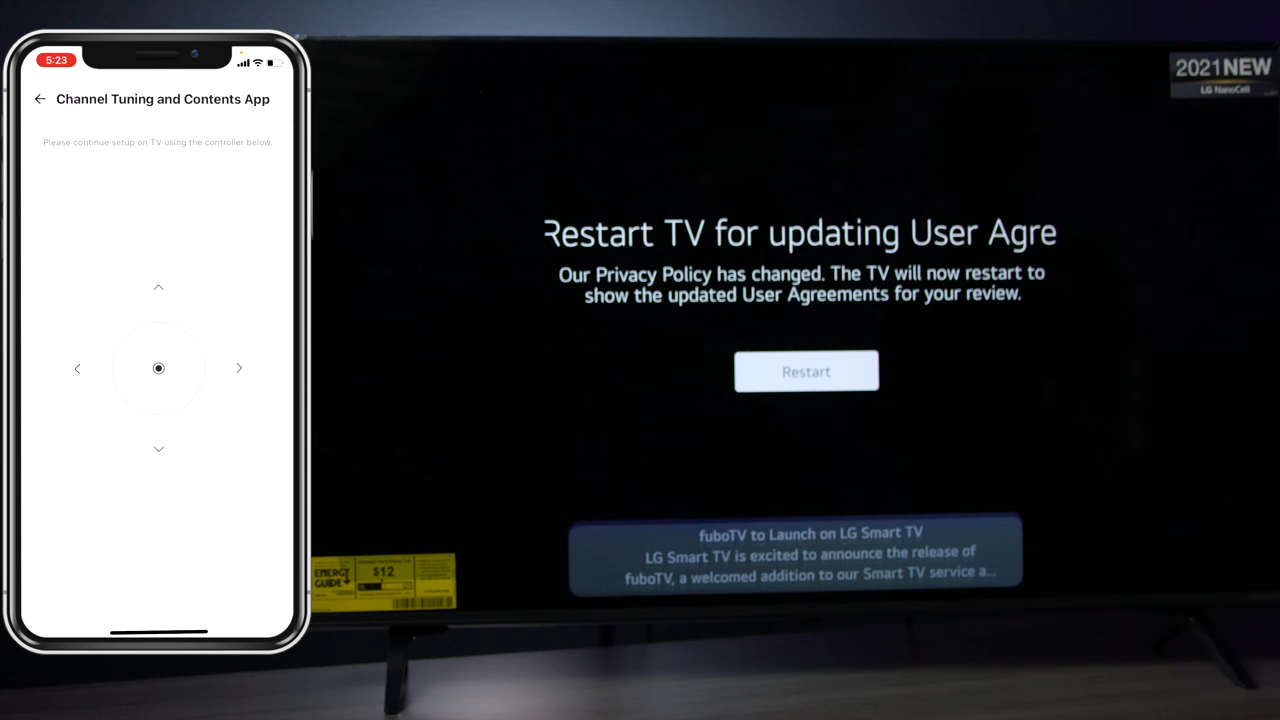 5:23
Channel Tuning and Contents App
Please continue setup on TV using the controller below.
2021NEW
LG NanoCell
Restart TV for updating User Agre
Our Privacy Policy has changed. The TV will now restart to
show the updated User Agreements for your review.
Restart
fuboTV to Launch on LG Smart TV
LG Smart TV is excited to announce the release of
fuboTV, a welcomed addition to our Smart TV service a...
ENERGY
GUIDE
$12